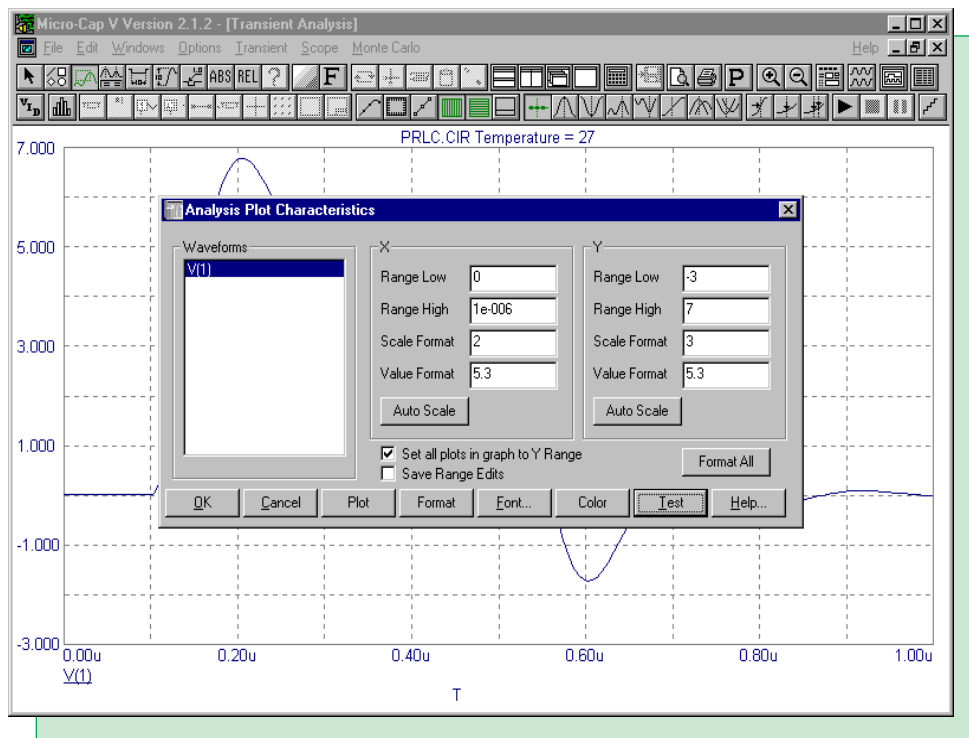 Micro-Cap V Version 2.1.2 - [Transient Analysis]
File Edit Windows Options Transient Scope Monte Carlo Help
ABS REL ? F P
PRLC.CIR Temperature = 27
7.000
5.000
3.000
1.000
-1.000
-3.000
Analysis Plot Characteristics
Waveforms
V(1)
X
Range Low 0
Range High 1e-006
Scale Format 2
Value Format 5.3
Auto Scale
Y
Range Low -3
Range High 7
Scale Format 3
Value Format 5.3
Auto Scale
Set all plots in graph to Y Range
Save Range Edits
Format All
OK Cancel Plot Format Font... Color Test Help...
0.00u 0.20u 0.40u 0.60u 0.80u 1.00u
V(1)
T